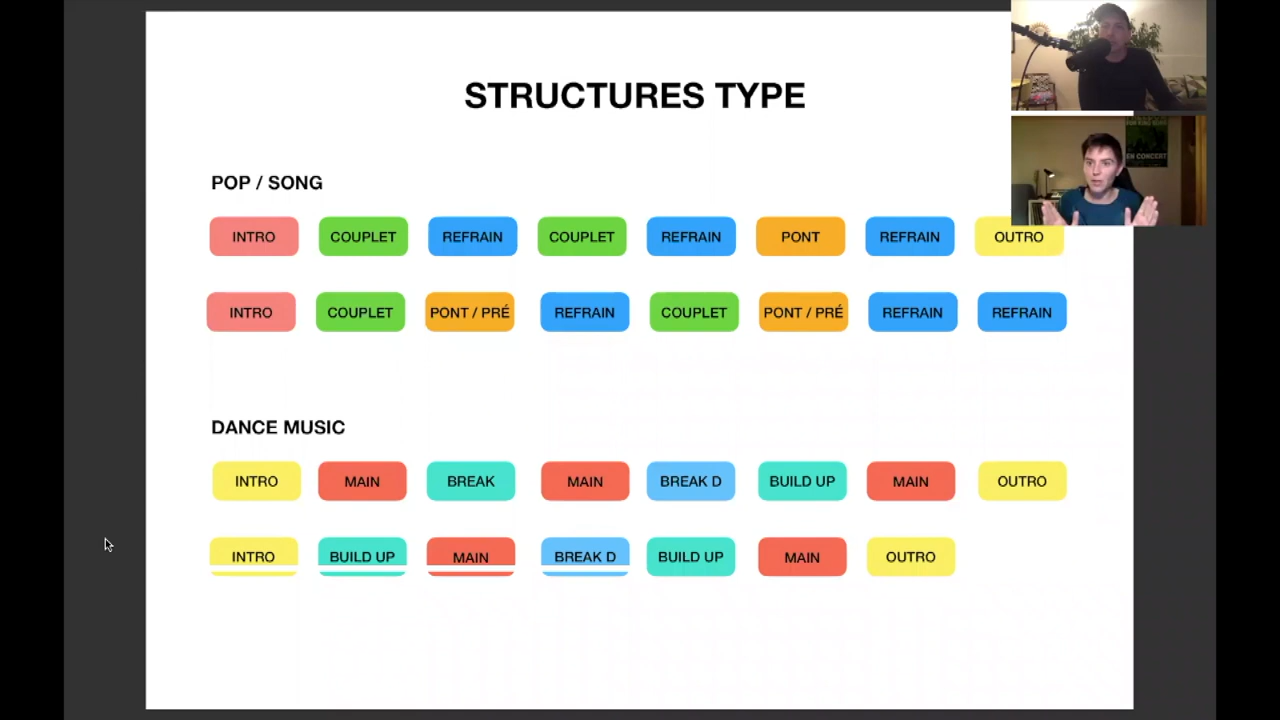 STRUCTURES TYPE
POP / SONG
INTRO COUPLET REFRAIN COUPLET REFRAIN PONT REFRAIN OUTRO
INTRO COUPLET PONT / PRÉ REFRAIN COUPLET PONT / PRÉ REFRAIN REFRAIN
DANCE MUSIC
INTRO MAIN BREAK MAIN BREAK D BUILD UP MAIN OUTRO
INTRO BUILD UP MAIN BREAK D BUILD UP MAIN OUTRO
EN CONCERT